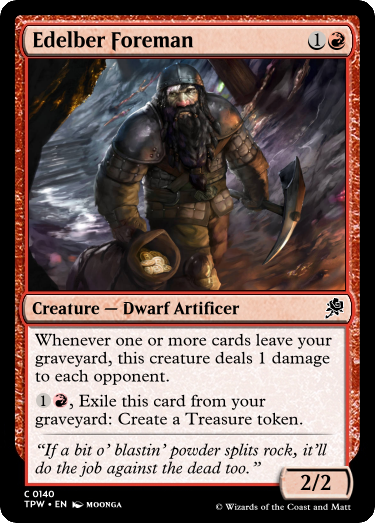 Edelber Foreman 1
Creature — Dwarf Artificer
Whenever one or more cards leave your
graveyard, this creature deals 1 damage
to each opponent.
1 , Exile this card from your
graveyard: Create a Treasure token.
“If a bit o’ blastin’ powder splits rock, it’ll
do the job against the dead too.”
2/2
C 0140
TPW • EN MOONGA
© Wizards of the Coast and Matt